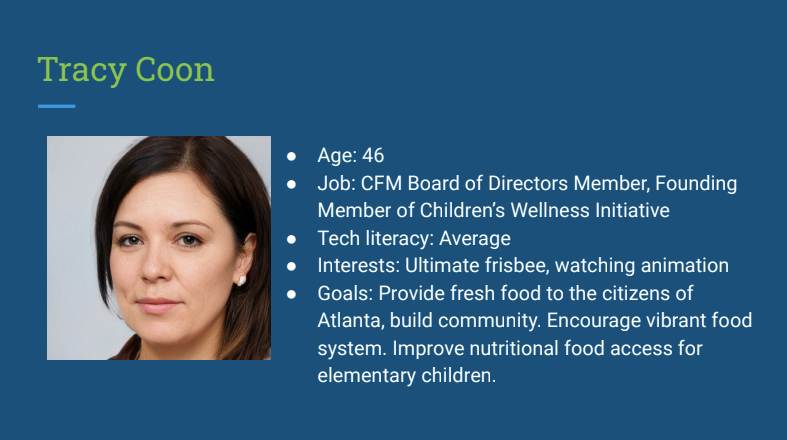 Tracy Coon
● Age: 46
● Job: CFM Board of Directors Member, Founding
Member of Children’s Wellness Initiative
● Tech literacy: Average
● Interests: Ultimate frisbee, watching animation
● Goals: Provide fresh food to the citizens of
Atlanta, build community. Encourage vibrant food
system. Improve nutritional food access for
elementary children.